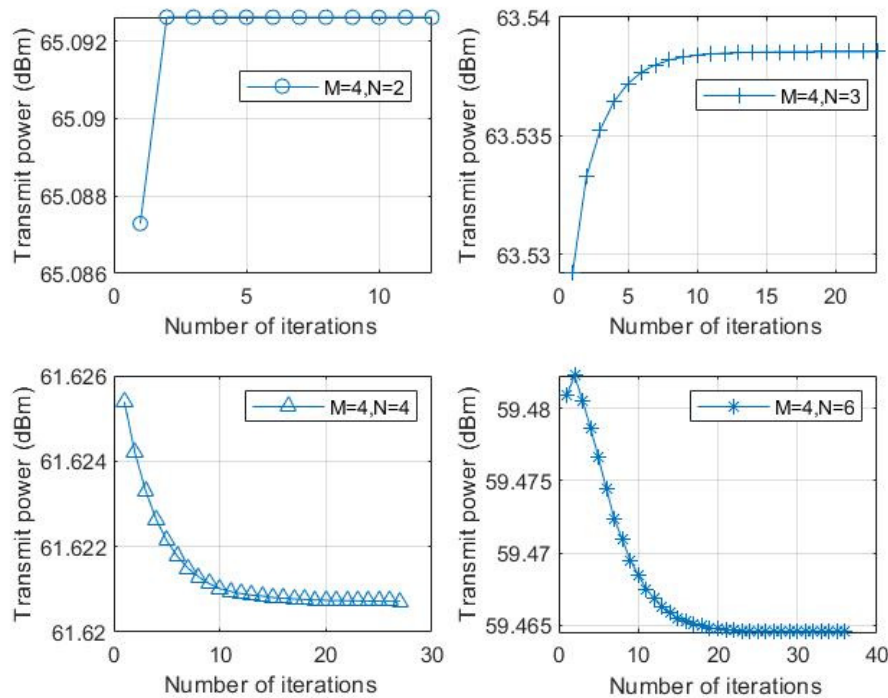 65.092
65.09
65.088
65.086
Transmit power (dBm)
M=4,N=2
0 5 10
Number of iterations
63.54
63.535
63.53
Transmit power (dBm)
M=4,N=3
0 5 10 15 20
Number of iterations
61.626
61.624
61.622
61.62
Transmit power (dBm)
M=4,N=4
0 10 20 30
Number of iterations
59.48
59.475
59.47
59.465
Transmit power (dBm)
M=4,N=6
0 10 20 30 40
Number of iterations